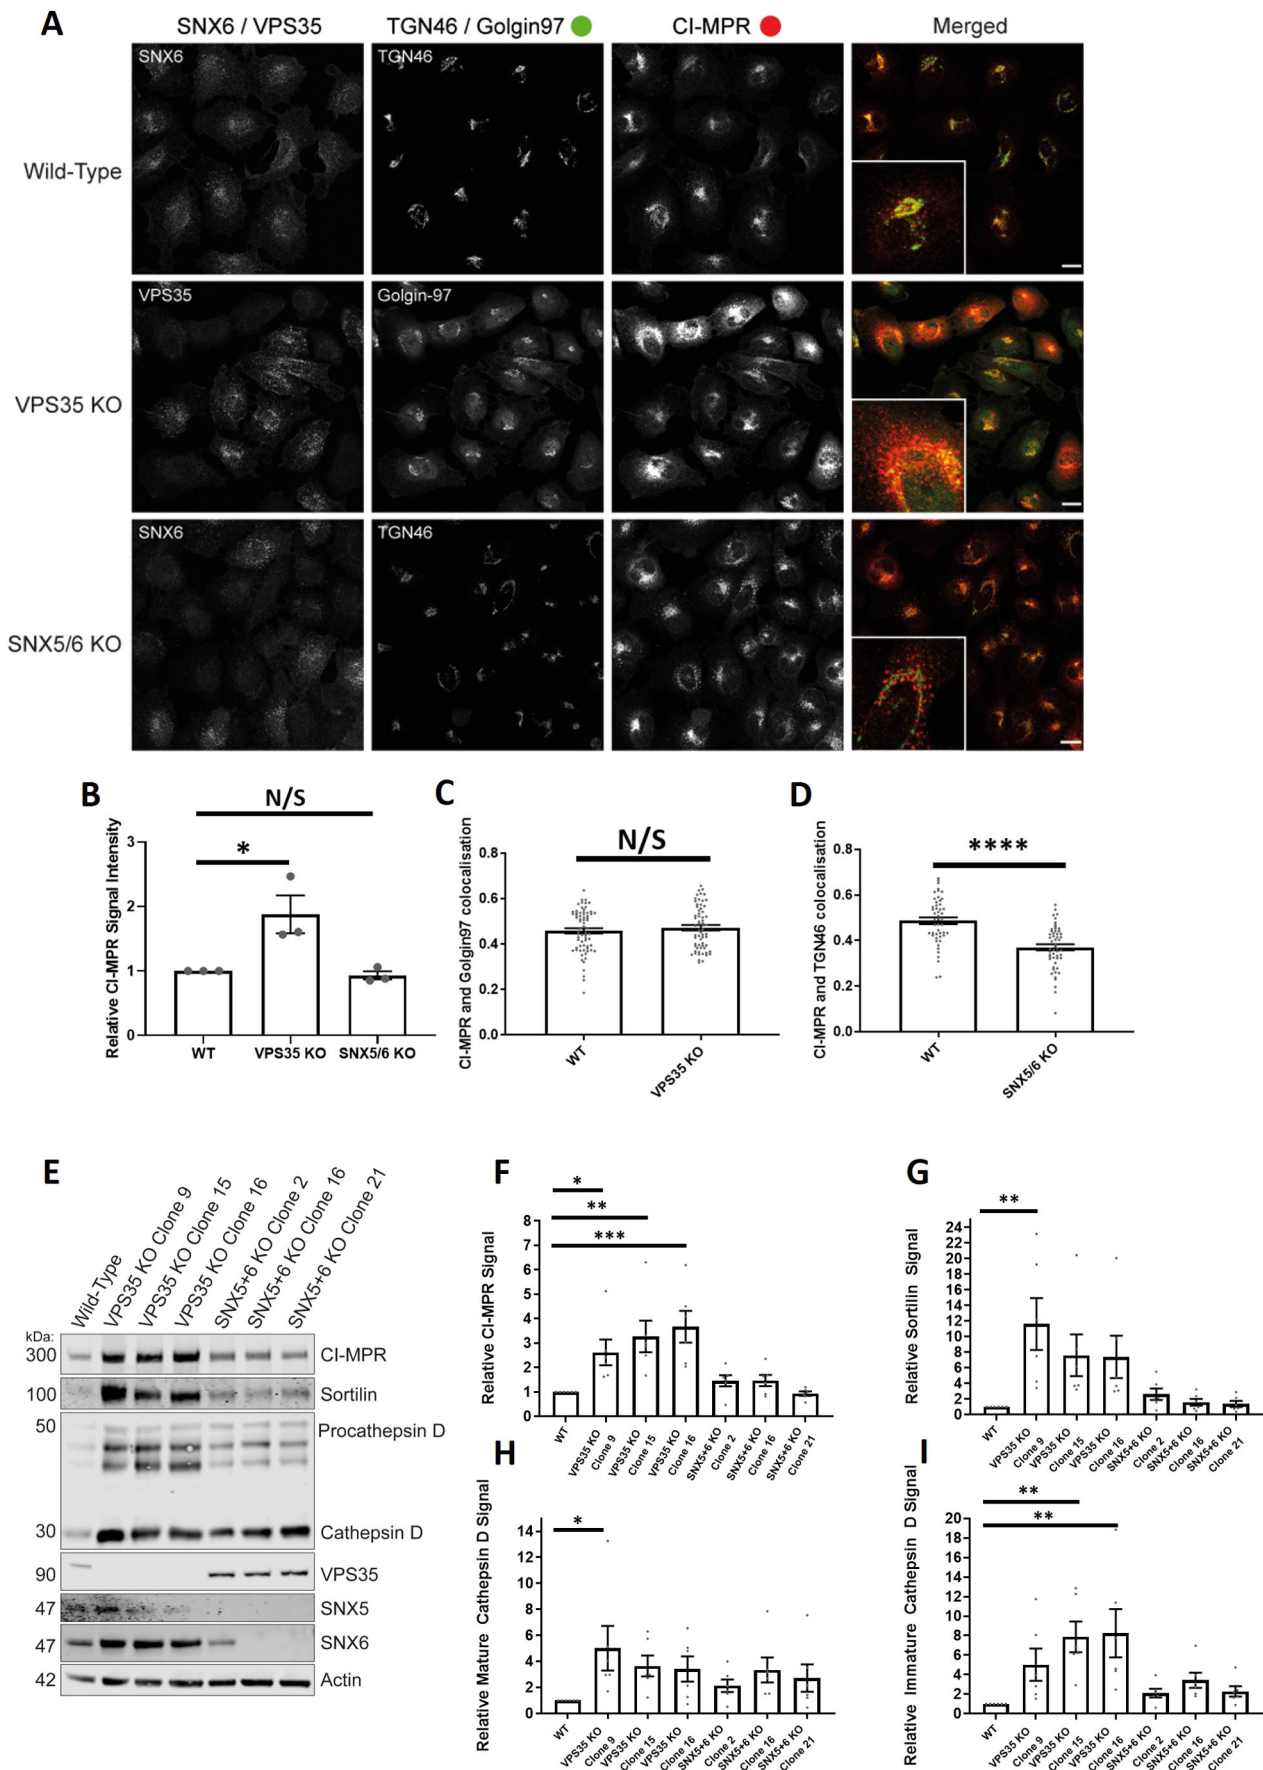 A
SNX6 / VPS35
TGN46 / Golgin97
CI-MPR
Merged
SNX6
TGN46
Wild-Type
VPS35
Golgin-97
VPS35 KO
SNX6
TGN46
SNX5/6 KO
B
N/S
*
Relative CI-MPR Signal Intensity
3
2
1
0
WT
VPS35 KO
SNX5/6 KO
C
N/S
CI-MPR and Golgin97 colocalisation
0.8
0.6
0.4
0.2
0.0
WT
VPS35 KO
D
****
CI-MPR and TGN46 colocalisation
0.8
0.6
0.4
0.2
0.0
WT
SNX5/6 KO
E
Wild-Type
VPS35 KO Clone 9
VPS35 KO Clone 15
VPS35 KO Clone 16
SNX5+6 KO Clone 2
SNX5+6 KO Clone 16
SNX5+6 KO Clone 21
kDa:
300
CI-MPR
100
Sortilin
50
Procathepsin D
30
Cathepsin D
90
VPS35
47
SNX5
47
SNX6
42
Actin
F
*
**
***
Relative CI-MPR Signal
8
7
6
5
4
3
2
1
0
WT
VPS35 KO
Clone 9
VPS35 KO
Clone 15
VPS35 KO
Clone 16
SNX5+6 KO
Clone 2
SNX5+6 KO
Clone 16
SNX5+6 KO
Clone 21
G
**
Relative Sortilin Signal
24
22
20
18
16
14
12
10
8
6
4
2
0
WT
VPS35 KO
Clone 9
VPS35 KO
Clone 15
VPS35 KO
Clone 16
SNX5+6 KO
Clone 2
SNX5+6 KO
Clone 16
SNX5+6 KO
Clone 21
H
*
Relative Mature Cathepsin D Signal
14
12
10
8
6
4
2
0
WT
VPS35 KO
Clone 9
VPS35 KO
Clone 15
VPS35 KO
Clone 16
SNX5+6 KO
Clone 2
SNX5+6 KO
Clone 16
SNX5+6 KO
Clone 21
I
**
**
Relative Immature Cathepsin D Signal
20
18
16
14
12
10
8
6
4
2
0
WT
VPS35 KO
Clone 9
VPS35 KO
Clone 15
VPS35 KO
Clone 16
SNX5+6 KO
Clone 2
SNX5+6 KO
Clone 16
SNX5+6 KO
Clone 21